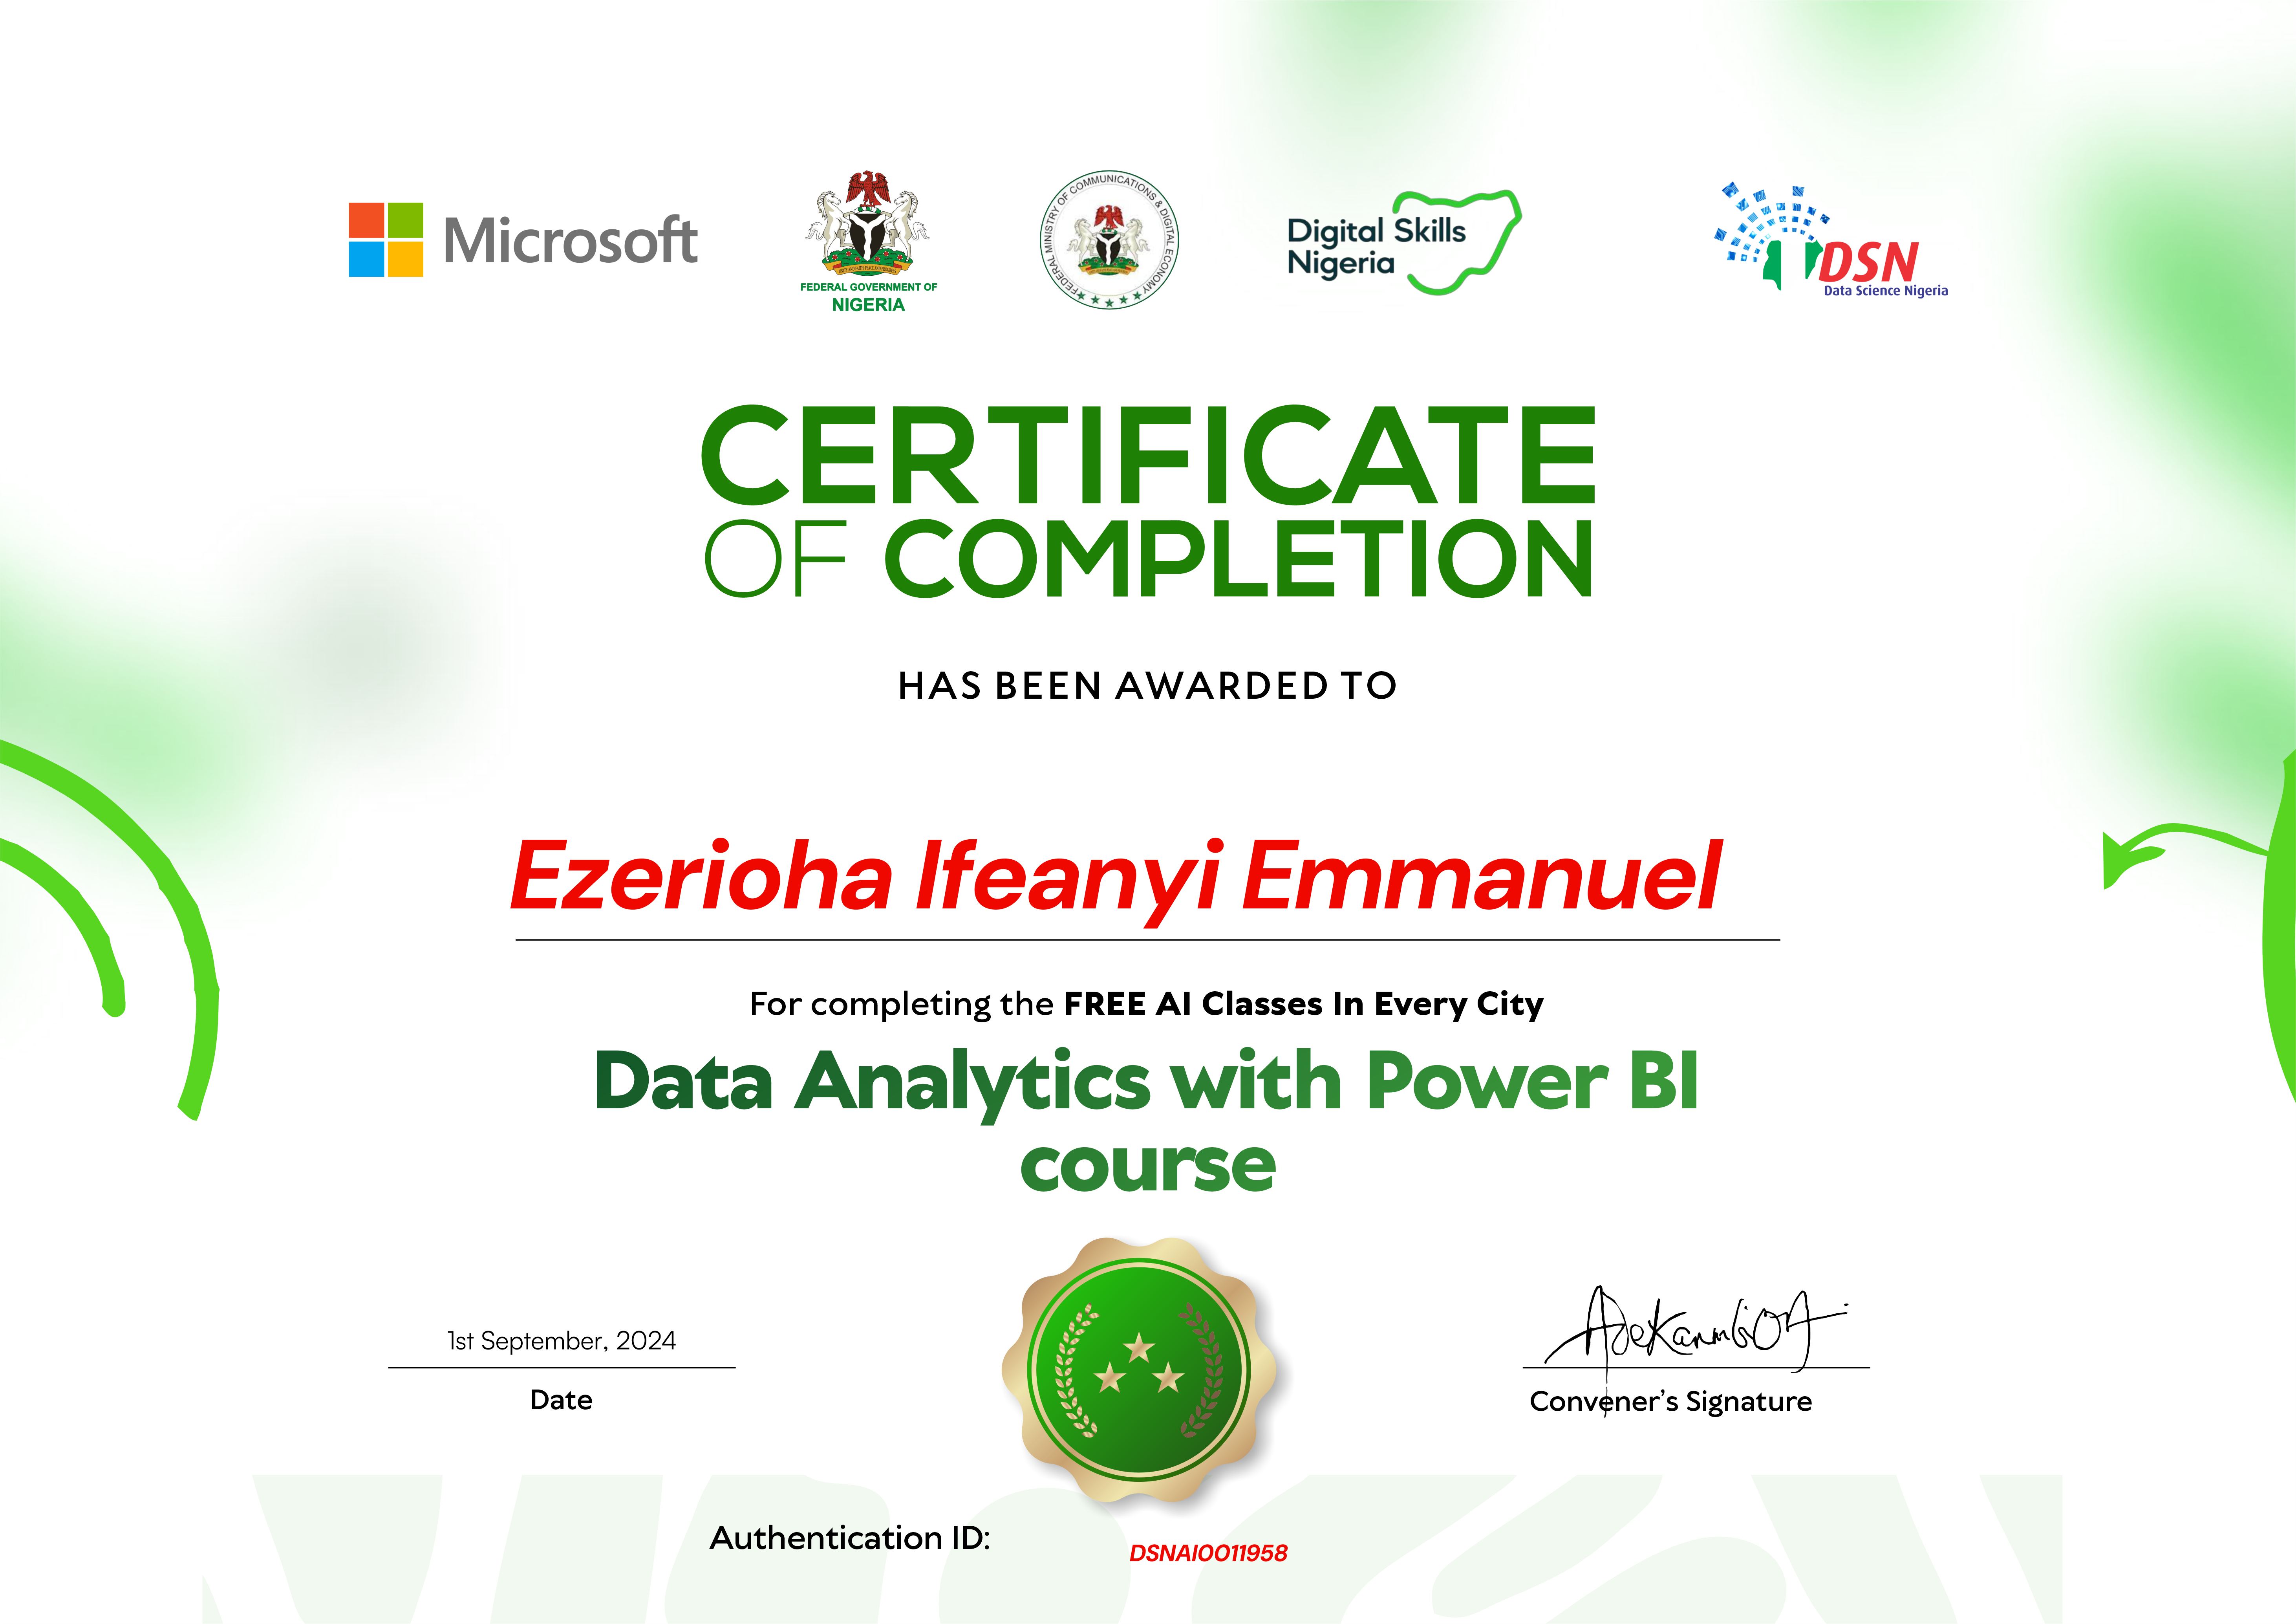 Microsoft
FEDERAL GOVERNMENT OF
NIGERIA
FEDERAL MINISTRY OF COMMUNICATIONS & DIGITAL ECONOMY
Digital Skills
Nigeria
DSN
Data Science Nigeria
CERTIFICATE
OF COMPLETION
HAS BEEN AWARDED TO
Ezerioha Ifeanyi Emmanuel
For completing the FREE AI Classes In Every City
Data Analytics with Power BI
course
1st September, 2024
Date
Convener's Signature
Authentication ID:
DSNAI0011958